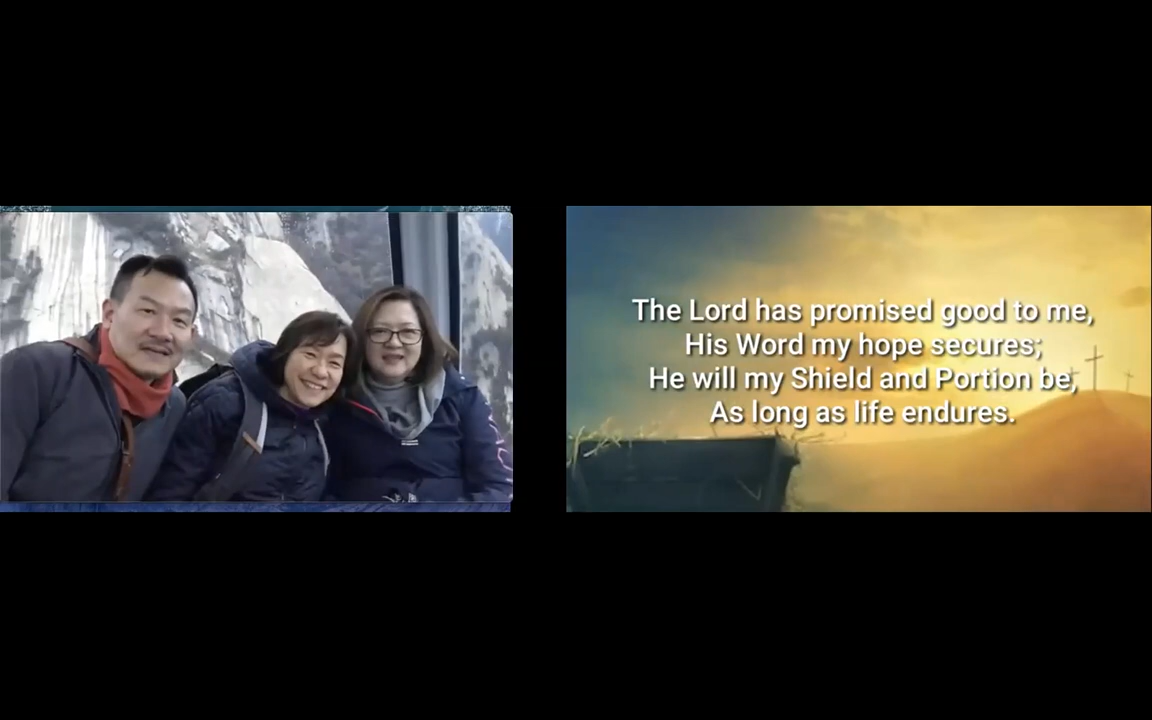 The Lord has promised good to me,
His Word my hope secures;
He will my Shield and Portion be,
As long as life endures.